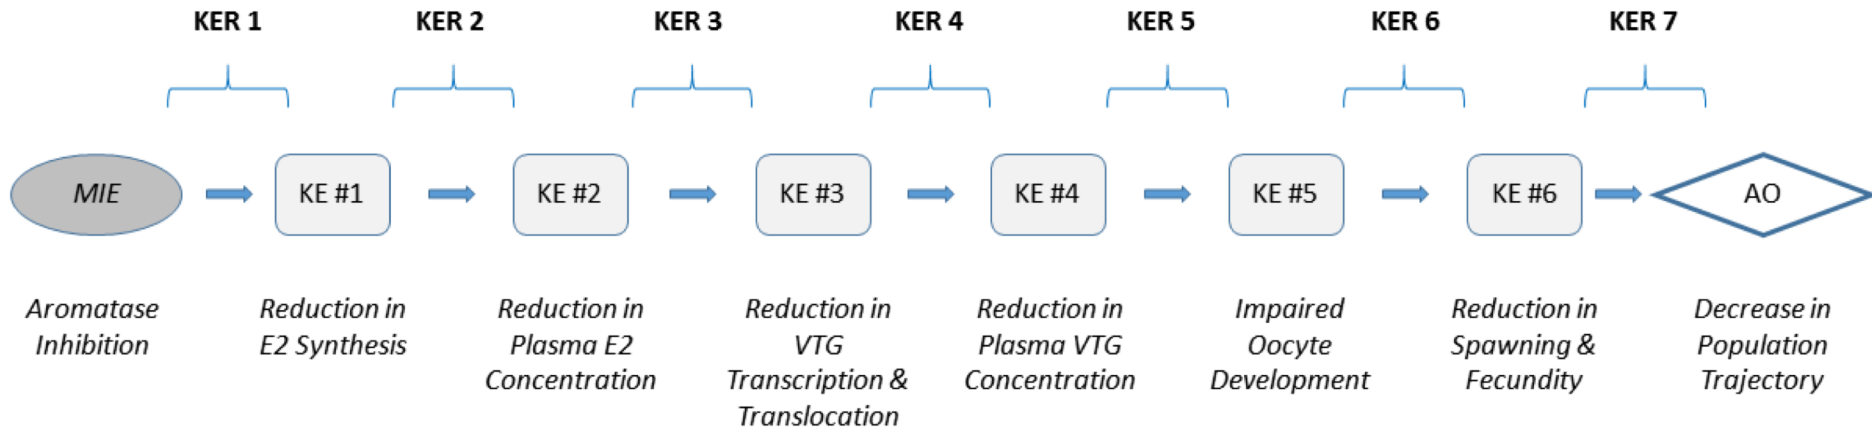 KER 1
KER 2
KER 3
KER 4
KER 5
KER 6
KER 7
MIE
KE #1
KE #2
KE #3
KE #4
KE #5
KE #6
AO
Aromatase
Inhibition
Reduction in
E2 Synthesis
Reduction in
Plasma E2
Concentration
Reduction in
VTG
Transcription &
Translocation
Reduction in
Plasma VTG
Concentration
Impaired
Oocyte
Development
Reduction in
Spawning &
Fecundity
Decrease in
Population
Trajectory